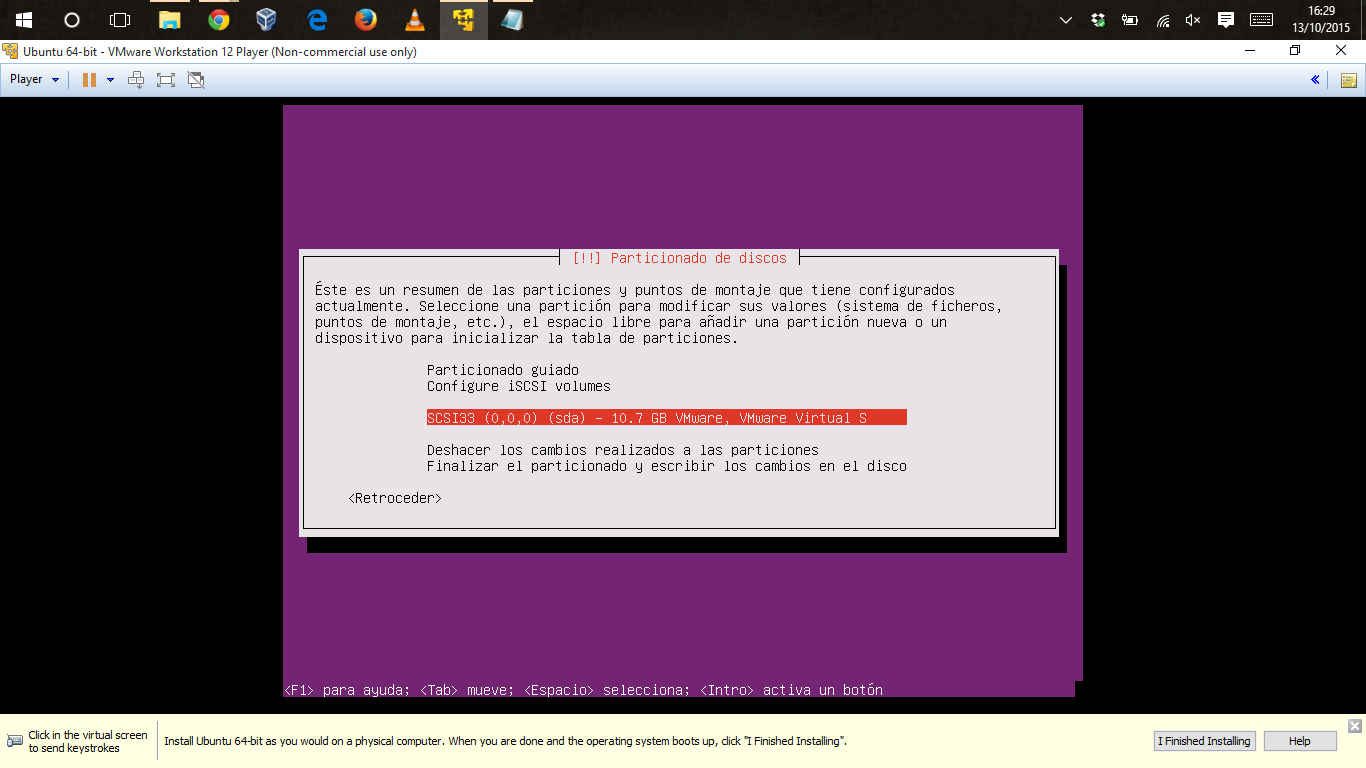 16:29
13/10/2015
Ubuntu 64-bit - VMware Workstation 12 Player (Non-commercial use only)
Player
[!!] Particionado de discos
Éste es un resumen de las particiones y puntos de montaje que tiene configurados
actualmente. Seleccione una partición para modificar sus valores (sistema de ficheros,
puntos de montaje, etc.), el espacio libre para añadir una partición nueva o un
dispositivo para inicializar la tabla de particiones.
Particionado guiado
Configure iSCSI volumes
SCSI33 (0,0,0) (sda) - 10.7 GB VMware, VMware Virtual S
Deshacer los cambios realizados a las particiones
Finalizar el particionado y escribir los cambios en el disco
<Retroceder>
<F1> para ayuda; <Tab> mueve; <Espacio> selecciona; <Intro> activa un botón
Click in the virtual screen
to send keystrokes
Install Ubuntu 64-bit as you would on a physical computer. When you are done and the operating system boots up, click "I Finished Installing".
I Finished Installing
Help